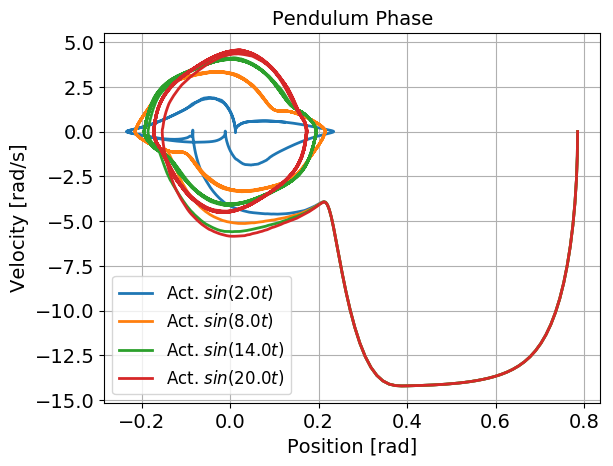 Pendulum Phase
5.0
2.5
0.0
−2.5
−5.0
−7.5
−10.0
−12.5
−15.0
Velocity [rad/s]
Act. sin(2.0t)
Act. sin(8.0t)
Act. sin(14.0t)
Act. sin(20.0t)
−0.2 0.0 0.2 0.4 0.6 0.8
Position [rad]